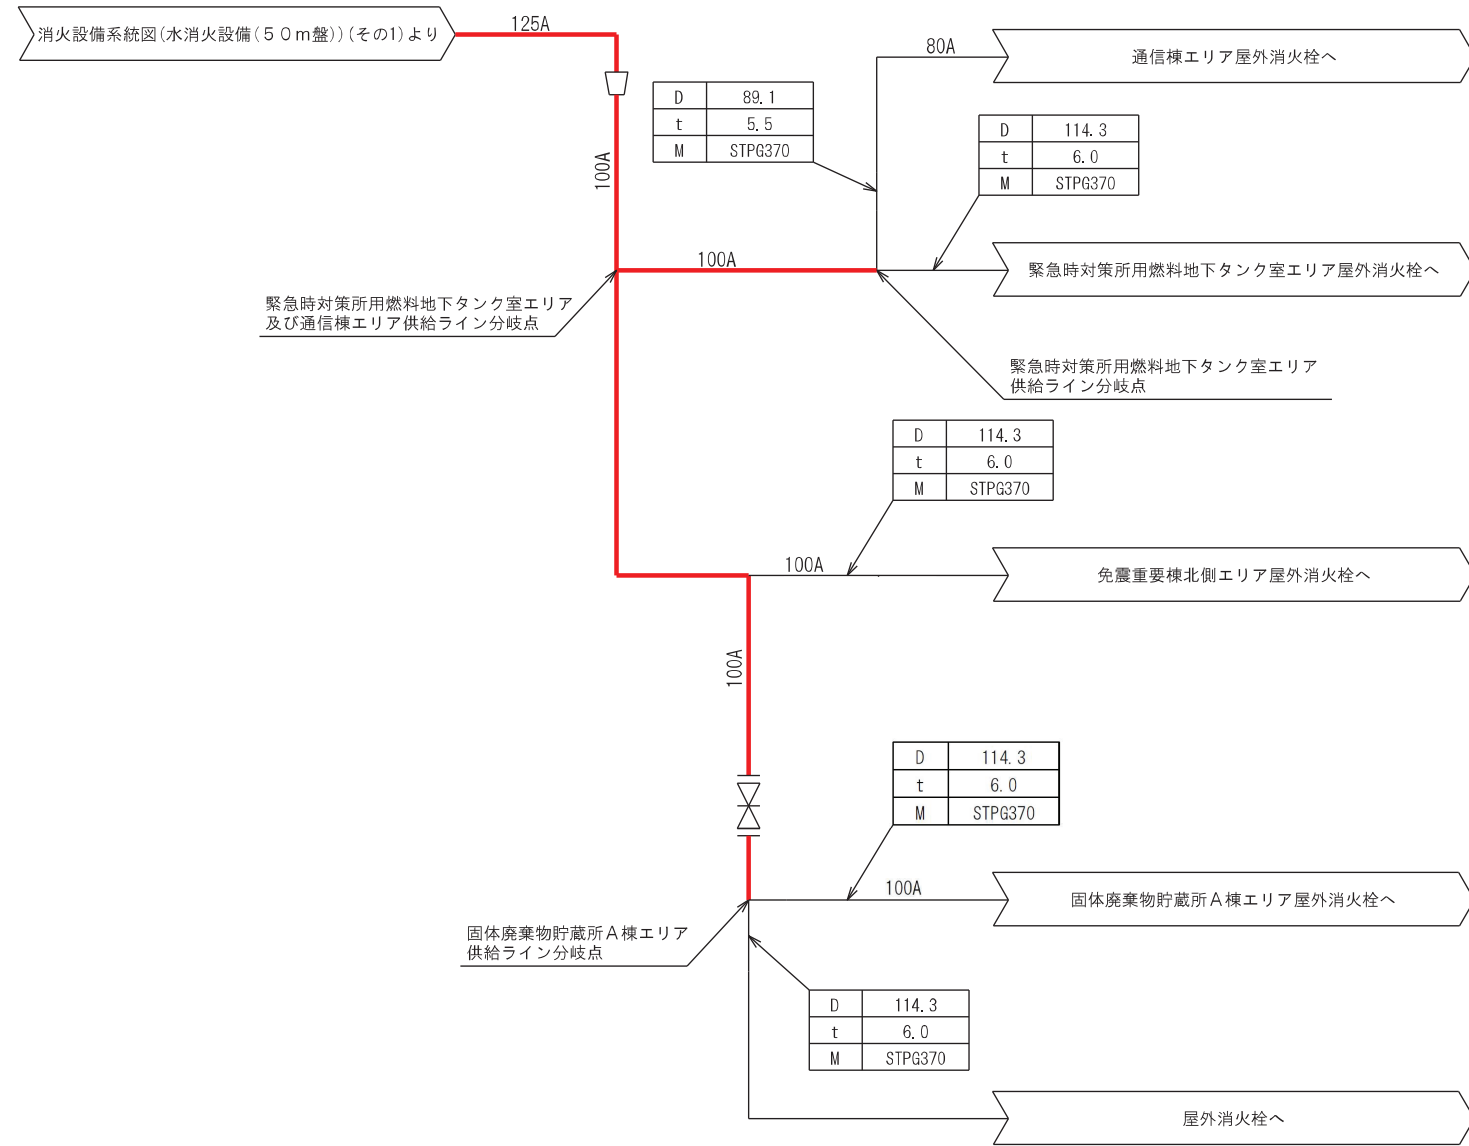 消火設備系統図(水消火設備(50m盤))(その1)より
125A
80A
通信棟エリア屋外消火栓へ
D 89.1
t 5.5
M STPG370
D 114.3
t 6.0
M STPG370
100A
100A
緊急時対策所用燃料地下タンク室エリア屋外消火栓へ
緊急時対策所用燃料地下タンク室エリア
及び通信棟エリア供給ライン分岐点
緊急時対策所用燃料地下タンク室エリア
供給ライン分岐点
D 114.3
t 6.0
M STPG370
100A
免震重要棟北側エリア屋外消火栓へ
100A
D 114.3
t 6.0
M STPG370
100A
固体廃棄物貯蔵所A棟エリア屋外消火栓へ
固体廃棄物貯蔵所A棟エリア
供給ライン分岐点
D 114.3
t 6.0
M STPG370
屋外消火栓へ